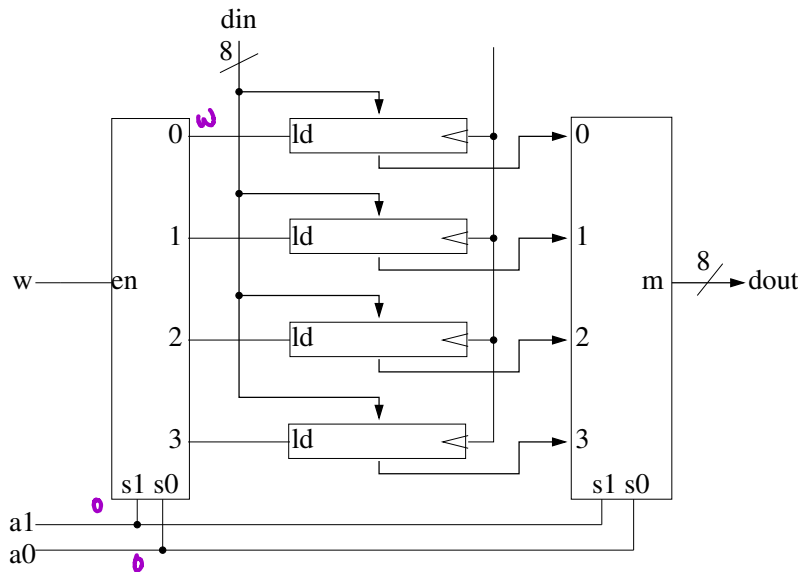 din
8
0 w ld 0
1 ld 1
w en m 8 dout
2 ld 2
3 ld 3
s1 s0 s1 s0
0
a1
a0
0